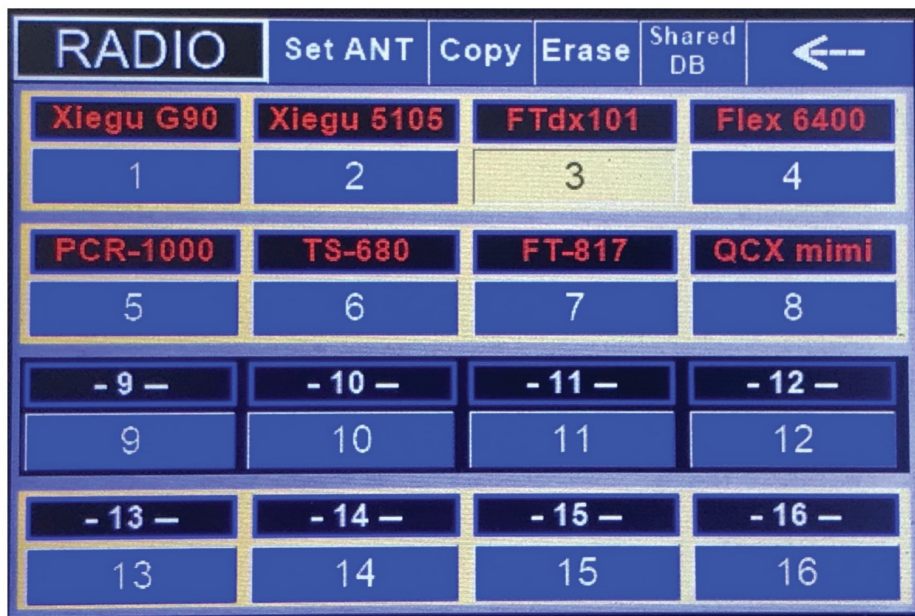 RADIO Set ANT Copy Erase Shared DB <--
Xiegu G90 Xiegu 5105 FTdx101 Flex 6400
1 2 3 4
PCR-1000 TS-680 FT-817 QCX mimi
5 6 7 8
- 9 — - 10 — - 11 — - 12 —
9 10 11 12
- 13 — - 14 — - 15 — - 16 —
13 14 15 16